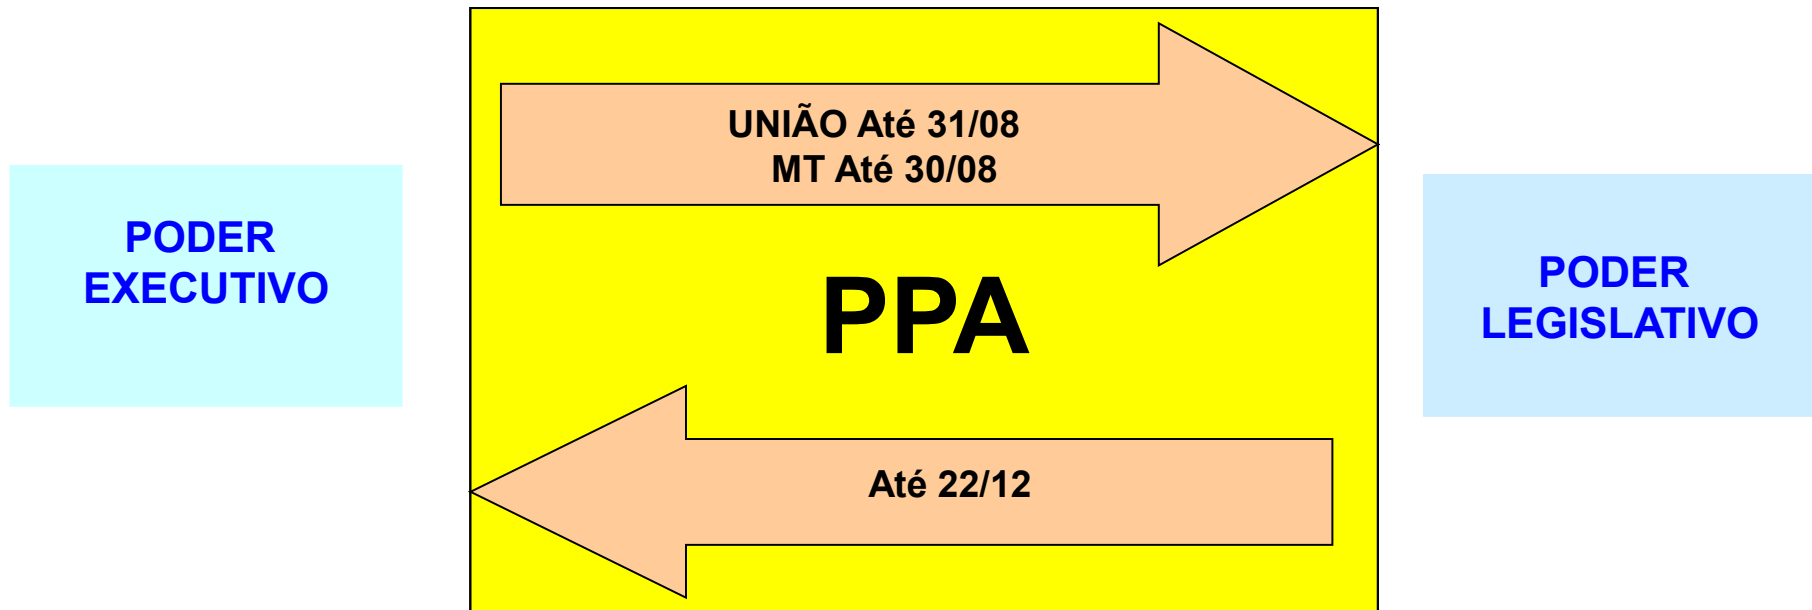 PODER
EXECUTIVO
UNIÃO Até 31/08
MT Até 30/08
PPA
Até 22/12
PODER
LEGISLATIVO